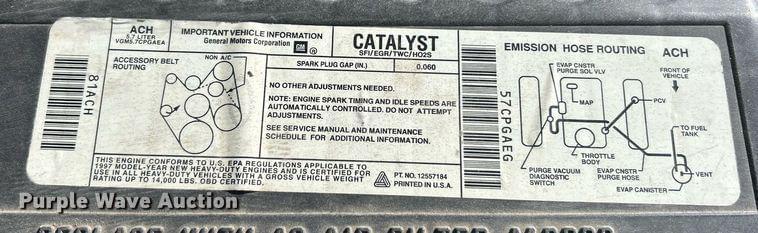 ACH
5.7 LITER
VGM5.7CPGAEA
IMPORTANT VEHICLE INFORMATION
General Motors Corporation GM ®
CATALYST
SFI/EGR/TWC/HO2S
SPARK PLUG GAP (IN.) 0.060
ACCESSORY BELT
ROUTING
NON A/C
81ACH
NO OTHER ADJUSTMENTS NEEDED.
NOTE: ENGINE SPARK TIMING AND IDLE SPEEDS ARE
AUTOMATICALLY CONTROLLED. DO NOT ATTEMPT
ADJUSTMENTS.
SEE SERVICE MANUAL AND MAINTENANCE
SCHEDULE FOR ADDITIONAL INFORMATION.
THIS ENGINE CONFORMS TO U.S. EPA REGULATIONS APPLICABLE TO
1997 MODEL-YEAR NEW HEAVY-DUTY ENGINES AND IS CERTIFIED FOR
USE IN ALL HEAVY-DUTY VEHICLES WITH A GROSS VEHICLE WEIGHT
RATING UP TO 14,000 LBS. OBD CERTIFIED.
PT. NO. 12557184
PRINTED IN U.S.A.
57CPGAEG
EMISSION HOSE ROUTING ACH
EVAP CNSTR
PURGE SOL VLV
FRONT OF
VEHICLE
MAP
PCV
TO FUEL
TANK
THROTTLE
BODY
PURGE VACUUM
DIAGNOSTIC
SWITCH
EVAP CNSTR
PURGE HOSE
VENT
EVAP CANISTER
Purple Wave Auction